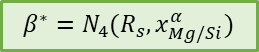 β* = N₄(Rₛ, x^α_{Mg/Si})